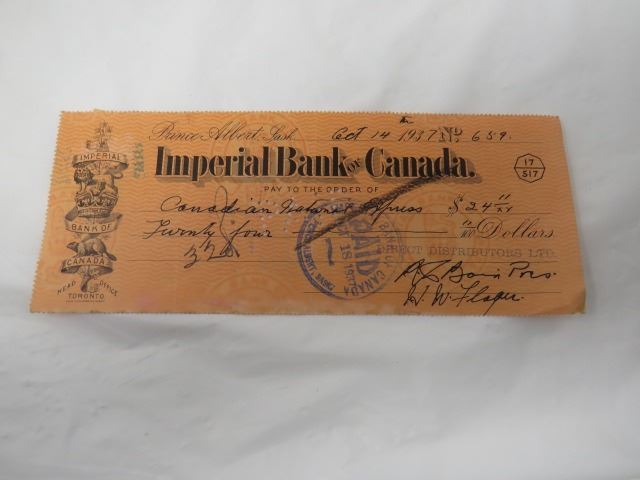 Prince Albert, Sask. Oct 14 1937 No 659.
IMPERIAL
BANK OF
CANADA
HEAD OFFICE
TORONTO
Imperial Bank of Canada.
17
517
PAY TO THE ORDER OF
Canadian National Express $24
Twenty four 100 Dollars
DIRECT DISTRIBUTORS LTD.
PAID
CANADA